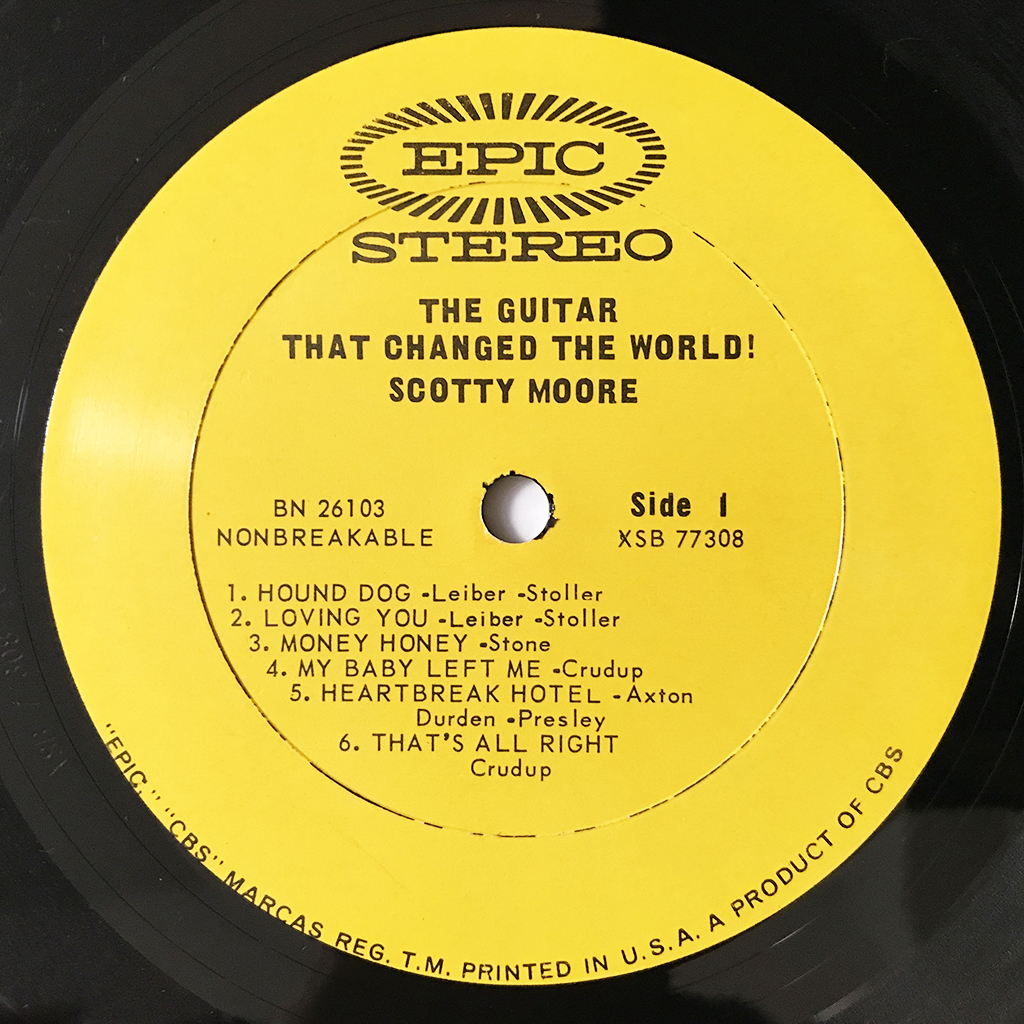 EPIC
STEREO
THE GUITAR
THAT CHANGED THE WORLD!
SCOTTY MOORE
BN 26103
NONBREAKABLE
Side 1
XSB 77308
1. HOUND DOG -Leiber -Stoller
2. LOVING YOU -Leiber -Stoller
3. MONEY HONEY -Stone
4. MY BABY LEFT ME -Crudup
5. HEARTBREAK HOTEL -Axton
Durden -Presley
6. THAT'S ALL RIGHT
Crudup
"EPIC," "CBS" MARCAS REG. T.M. PRINTED IN U.S.A. A PRODUCT OF CBS